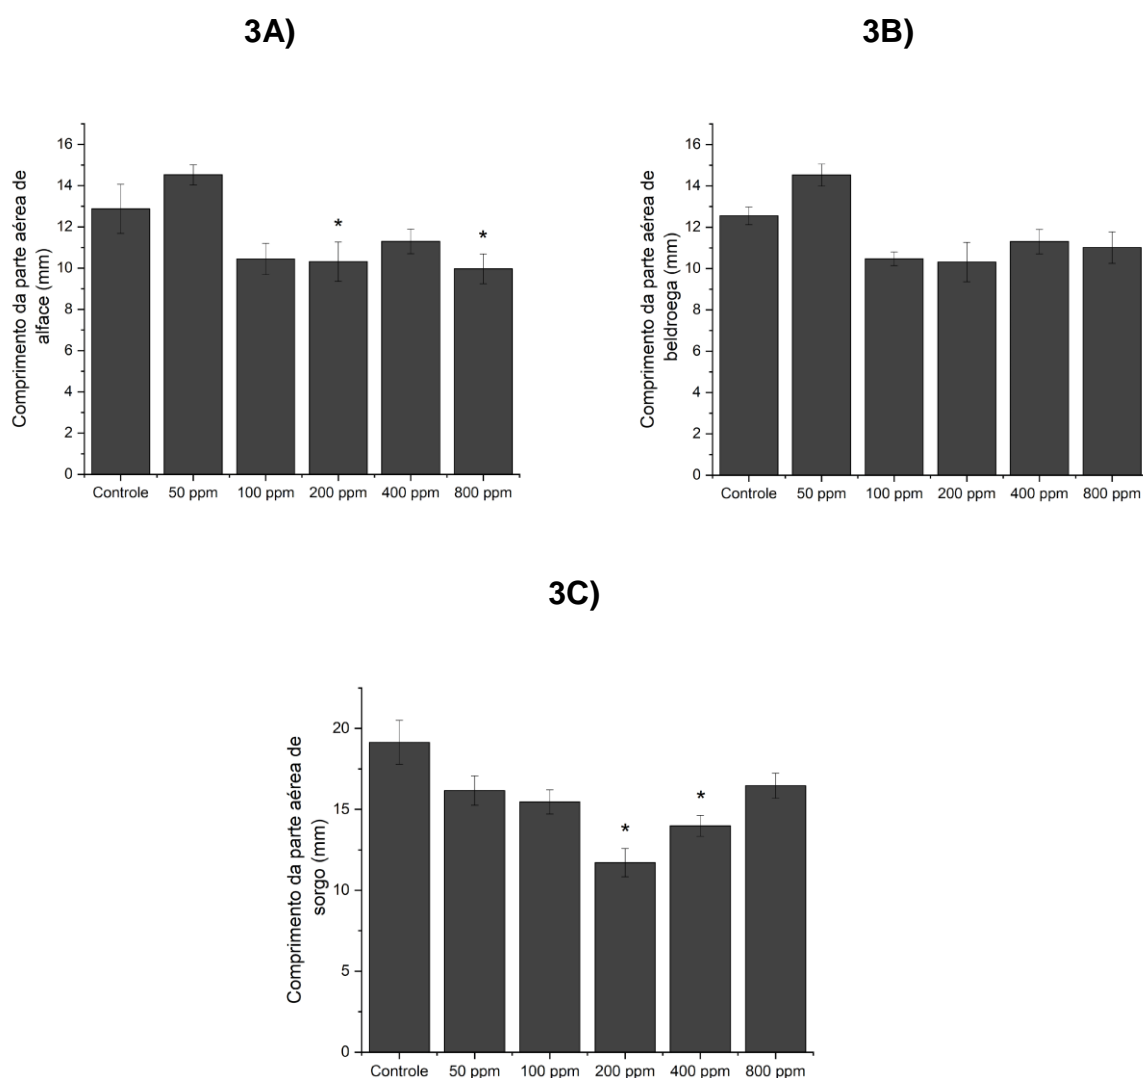 3A)
3B)
Comprimento da parte aérea de
alface (mm)
16
14
12
10
8
6
4
2
0
*
*
Controle 50 ppm 100 ppm 200 ppm 400 ppm 800 ppm
Comprimento da parte aérea de
beldroega (mm)
16
14
12
10
8
6
4
2
0
Controle 50 ppm 100 ppm 200 ppm 400 ppm 800 ppm
3C)
Comprimento da parte aérea de
sorgo (mm)
20
15
10
5
0
*
*
Controle 50 ppm 100 ppm 200 ppm 400 ppm 800 ppm